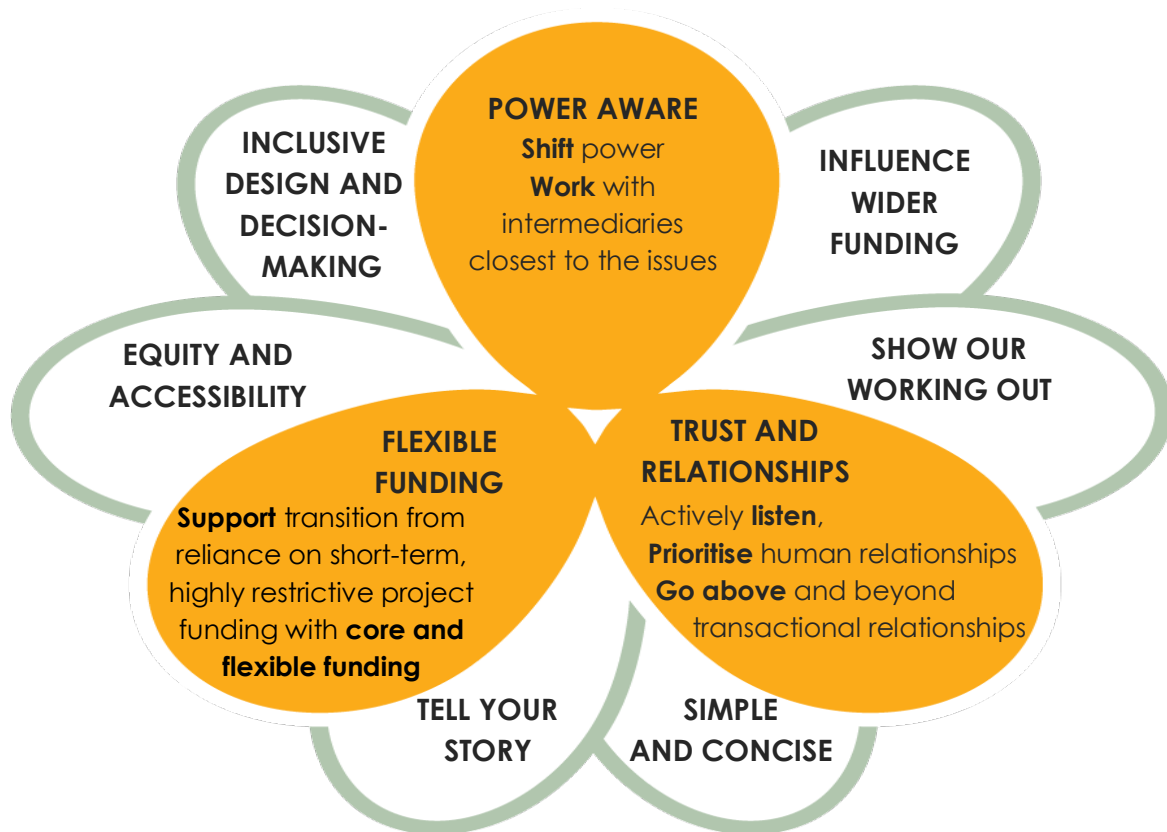 POWER AWARE
Shift power
Work with
intermediaries
closest to the issues
INCLUSIVE
DESIGN AND
DECISION-
MAKING
INFLUENCE
WIDER
FUNDING
EQUITY AND
ACCESSIBILITY
SHOW OUR
WORKING OUT
FLEXIBLE
FUNDING
Support transition from
reliance on short-term,
highly restrictive project
funding with core and
flexible funding
TRUST AND
RELATIONSHIPS
Actively listen,
Prioritise human relationships
Go above and beyond
transactional relationships
TELL YOUR
STORY
SIMPLE
AND CONCISE